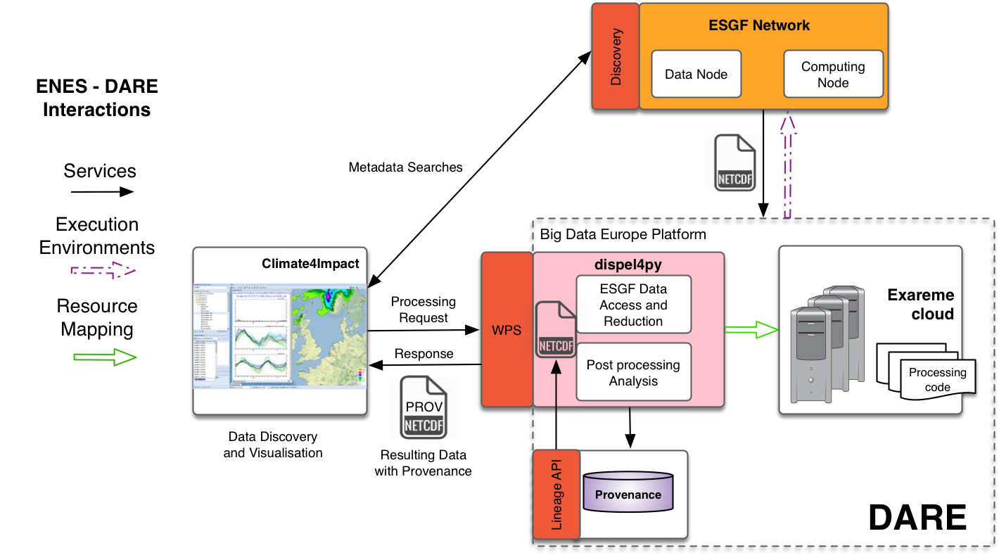 ENES - DARE
Interactions
Services
Execution
Environments
Resource
Mapping
Discovery
ESGF Network
Data Node
Computing
Node
Metadata Searches
NETCDF
Big Data Europe Platform
Climate4Impact
Data Discovery
and Visualisation
Processing
Request
Response
PROV
NETCDF
Resulting Data
with Provenance
WPS
dispel4py
ESGF Data
Access and
Reduction
NETCDF
Post processing
Analysis
Exareme
cloud
Processing
code
Lineage API
Provenance
DARE